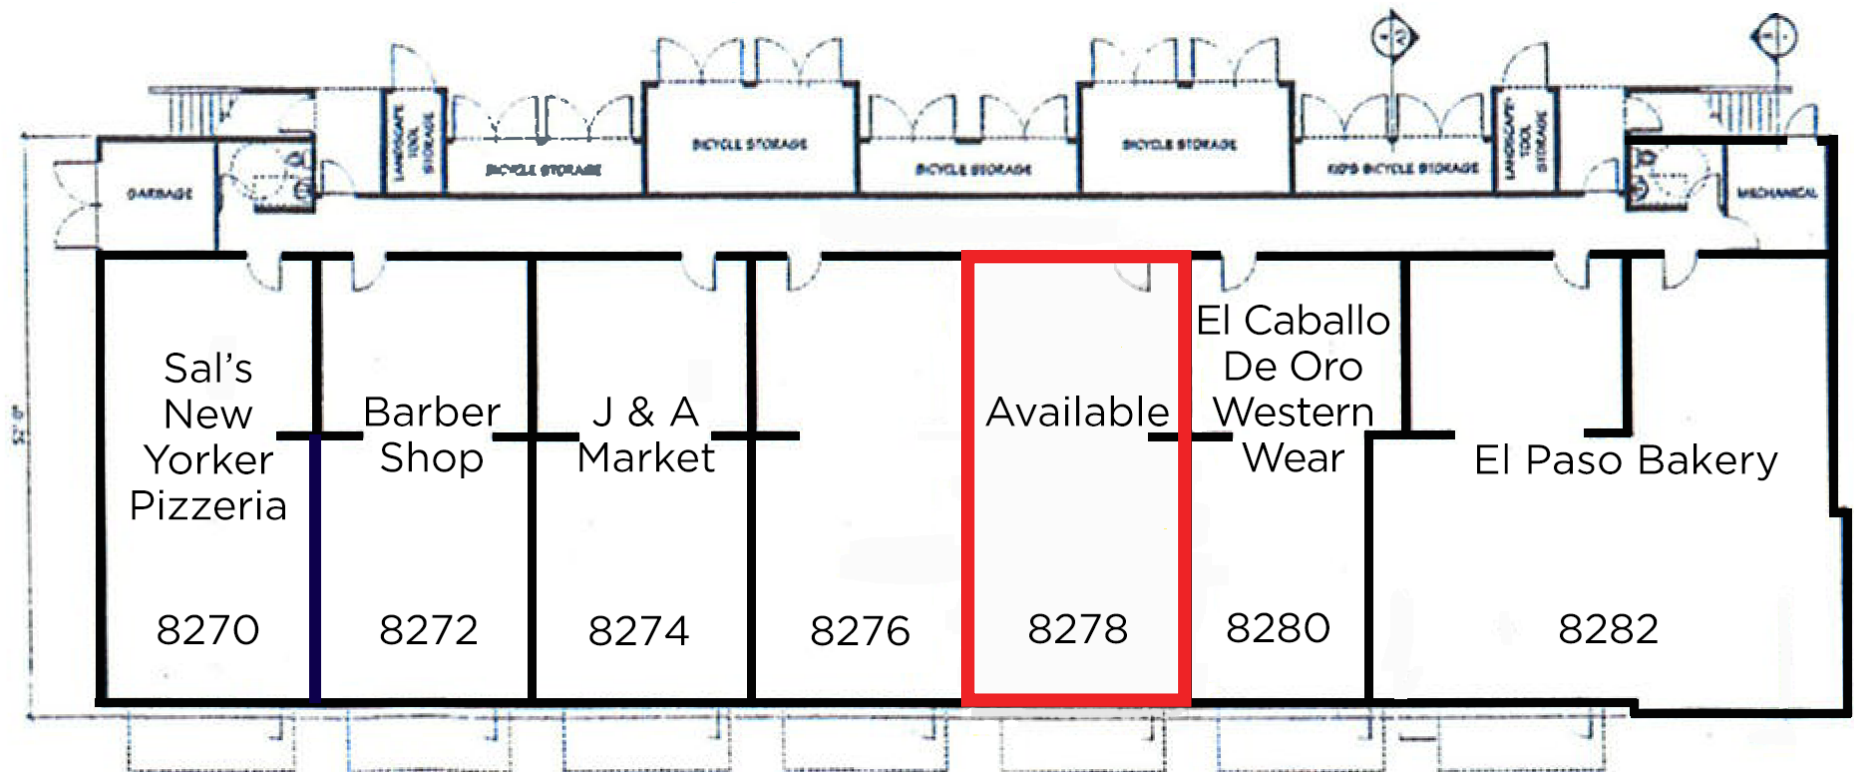 LANDSCAPE
TOOL
STORAGE
BICYCLE STORAGE
BICYCLE STORAGE
BICYCLE STORAGE
BICYCLE STORAGE
KID'S BICYCLE STORAGE
LANDSCAPE
TOOL
STORAGE
GARBAGE
MECHANICAL
52'-0"
Sal's
New
Yorker
Pizzeria
8270
Barber
Shop
8272
J & A
Market
8274
8276
Available
8278
El Caballo
De Oro
Western
Wear
8280
El Paso Bakery
8282